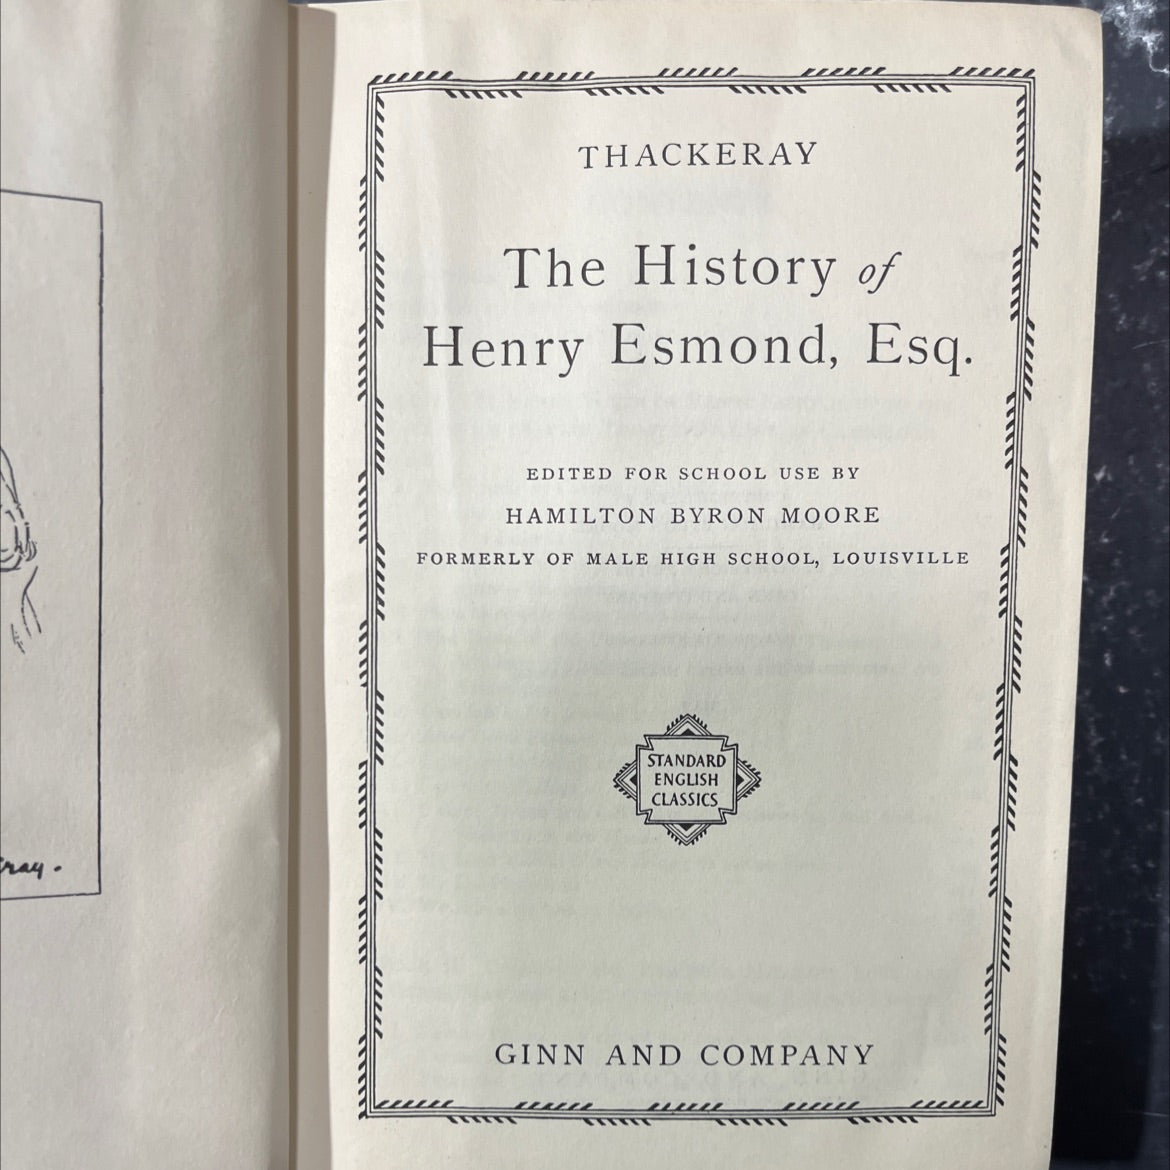 THACKERAY
The History of
Henry Esmond, Esq.
EDITED FOR SCHOOL USE BY
HAMILTON BYRON MOORE
FORMERLY OF MALE HIGH SCHOOL, LOUISVILLE
STANDARD
ENGLISH
CLASSICS
GINN AND COMPANY